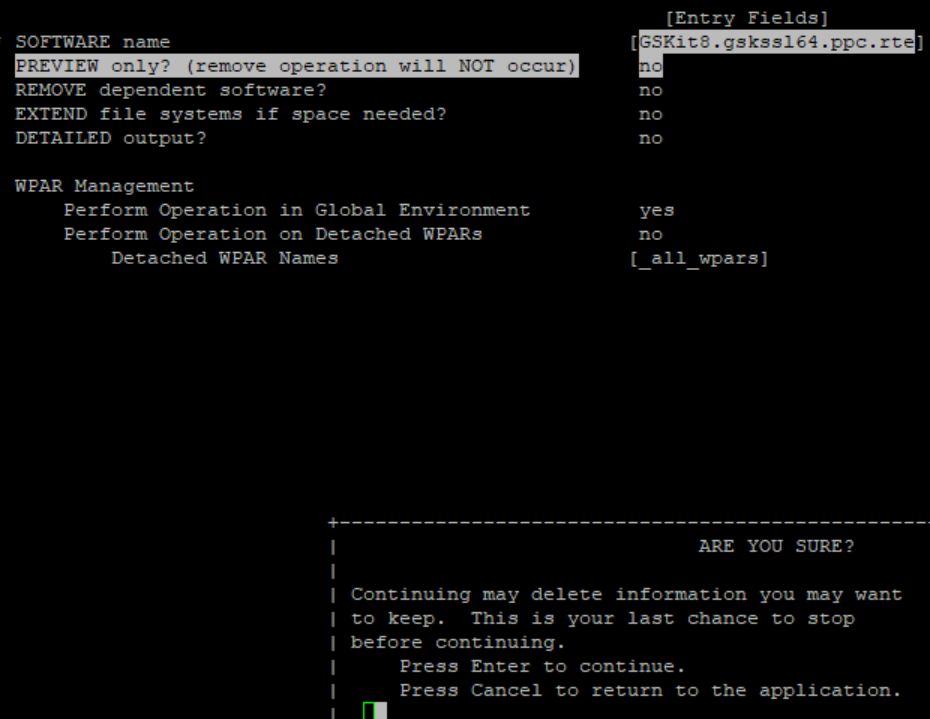 [Entry Fields]
SOFTWARE name [GSKit8.gskssl64.ppc.rte]
PREVIEW only? (remove operation will NOT occur) no
REMOVE dependent software? no
EXTEND file systems if space needed? no
DETAILED output? no
WPAR Management
Perform Operation in Global Environment yes
Perform Operation on Detached WPARs no
Detached WPAR Names [_all_wpars]
ARE YOU SURE?
Continuing may delete information you may want
to keep. This is your last chance to stop
before continuing.
Press Enter to continue.
Press Cancel to return to the application.